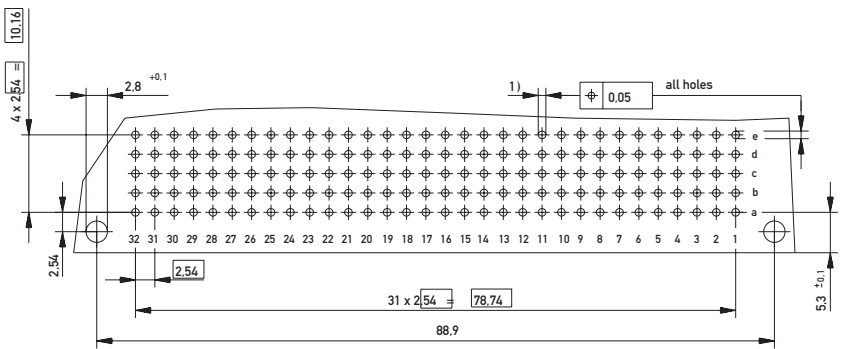 4 x 2,54 = 10.16
2,8 +0,1
1)
0,05
all holes
e
d
c
b
a
32 31 30 29 28 27 26 25 24 23 22 21 20 19 18 17 16 15 14 13 12 11 10 9 8 7 6 5 4 3 2 1
2,54
2,54
31 x 2,54 = 78,74
88,9
5,3 ±0,1